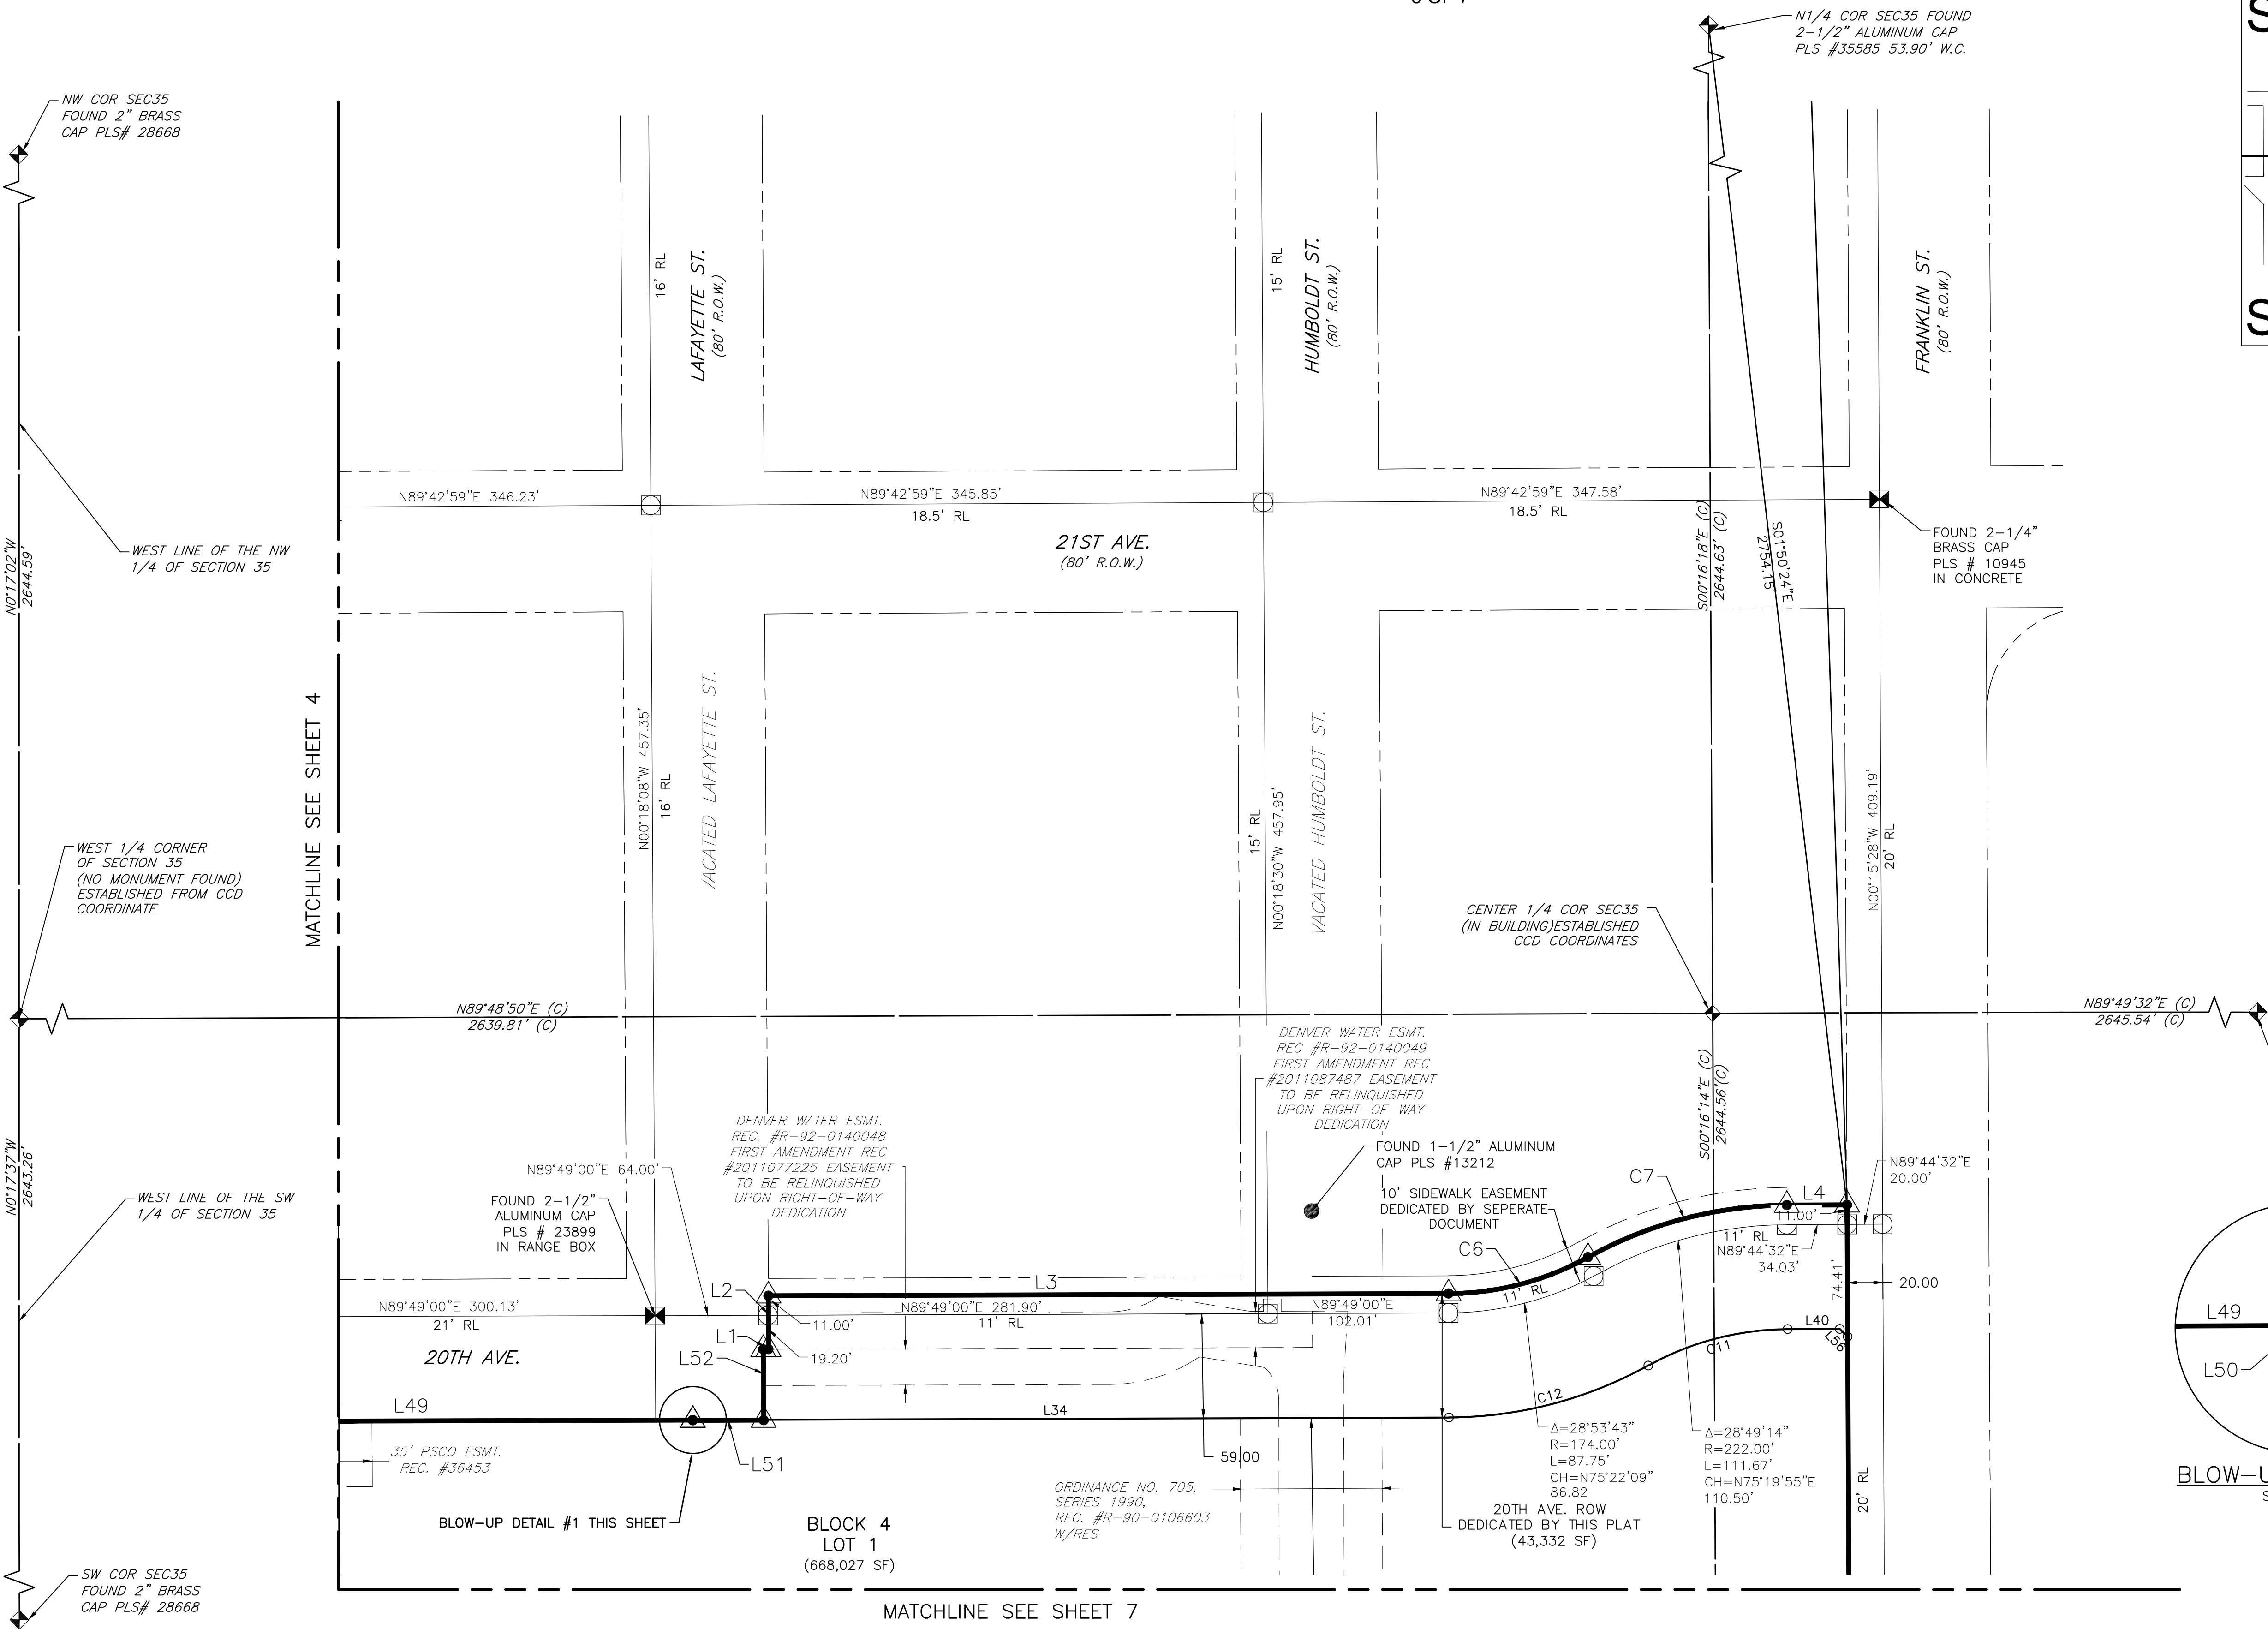 N1/4 COR SEC35 FOUND
2-1/2" ALUMINUM CAP
PLS #35585 53.90' W.C.
NW COR SEC35
FOUND 2" BRASS
CAP PLS# 28668
16' RL
LAFAYETTE ST.
(80' R.O.W.)
15' RL
HUMBOLDT ST.
(80' R.O.W.)
FRANKLIN ST.
(80' R.O.W.)
N89°42'59"E 346.23'
N89°42'59"E 345.85'
18.5' RL
N89°42'59"E 347.58'
18.5' RL
21ST AVE.
(80' R.O.W.)
S00°16'18"E (C)
2644.63' (C)
S01°50'24"E
2754.15'
FOUND 2-1/4"
BRASS CAP
PLS # 10945
IN CONCRETE
N0°17'02"W
2644.59'
WEST LINE OF THE NW
1/4 OF SECTION 35
MATCHLINE SEE SHEET 4
N00°18'08"W 457.35'
16' RL
VACATED LAFAYETTE ST.
15' RL
N00°18'30"W 457.95'
VACATED HUMBOLDT ST.
N00°15'28"W 409.19'
20' RL
WEST 1/4 CORNER
OF SECTION 35
(NO MONUMENT FOUND)
ESTABLISHED FROM CCD
COORDINATE
CENTER 1/4 COR SEC35
(IN BUILDING)ESTABLISHED
CCD COORDINATES
N89°48'50"E (C)
2639.81' (C)
N89°49'32"E (C)
2645.54' (C)
DENVER WATER ESMT.
REC #R-92-0140049
FIRST AMENDMENT REC
#2011087487 EASEMENT
TO BE RELINQUISHED
UPON RIGHT-OF-WAY
DEDICATION
S00°16'14"E (C)
2644.56'(C)
DENVER WATER ESMT.
REC. #R-92-0140048
FIRST AMENDMENT REC
#2011077225 EASEMENT
TO BE RELINQUISHED
UPON RIGHT-OF-WAY
DEDICATION
N0°17'37"W
2643.26'
WEST LINE OF THE SW
1/4 OF SECTION 35
N89°49'00"E 64.00'
FOUND 2-1/2"
ALUMINUM CAP
PLS # 23899
IN RANGE BOX
FOUND 1-1/2" ALUMINUM
CAP PLS #13212
10' SIDEWALK EASEMENT
DEDICATED BY SEPERATE
DOCUMENT
C7
L4
C6
11.00'
11' RL
N89°44'32"E
34.03'
N89°44'32"E
20.00'
74.41'
20.00
L2
L3
11' RL
N89°49'00"E 300.13'
21' RL
11.00'
N89°49'00"E 281.90'
11' RL
N89°49'00"E
102.01'
L1
19.20'
L40
L56
C11
20TH AVE.
L52
C12
L49
L34
L51
59.00
35' PSCO ESMT.
REC. #36453
BLOW-UP DETAIL #1 THIS SHEET
BLOCK 4
LOT 1
(668,027 SF)
ORDINANCE NO. 705,
SERIES 1990,
REC. #R-90-0106603
W/RES
Δ=28°53'43"
R=174.00'
L=87.75'
CH=N75°22'09"
86.82
20TH AVE. ROW
DEDICATED BY THIS PLAT
(43,332 SF)
Δ=28°49'14"
R=222.00'
L=111.67'
CH=N75°19'55"E
110.50'
20' RL
L49
L50
SW COR SEC35
FOUND 2" BRASS
CAP PLS# 28668
MATCHLINE SEE SHEET 7